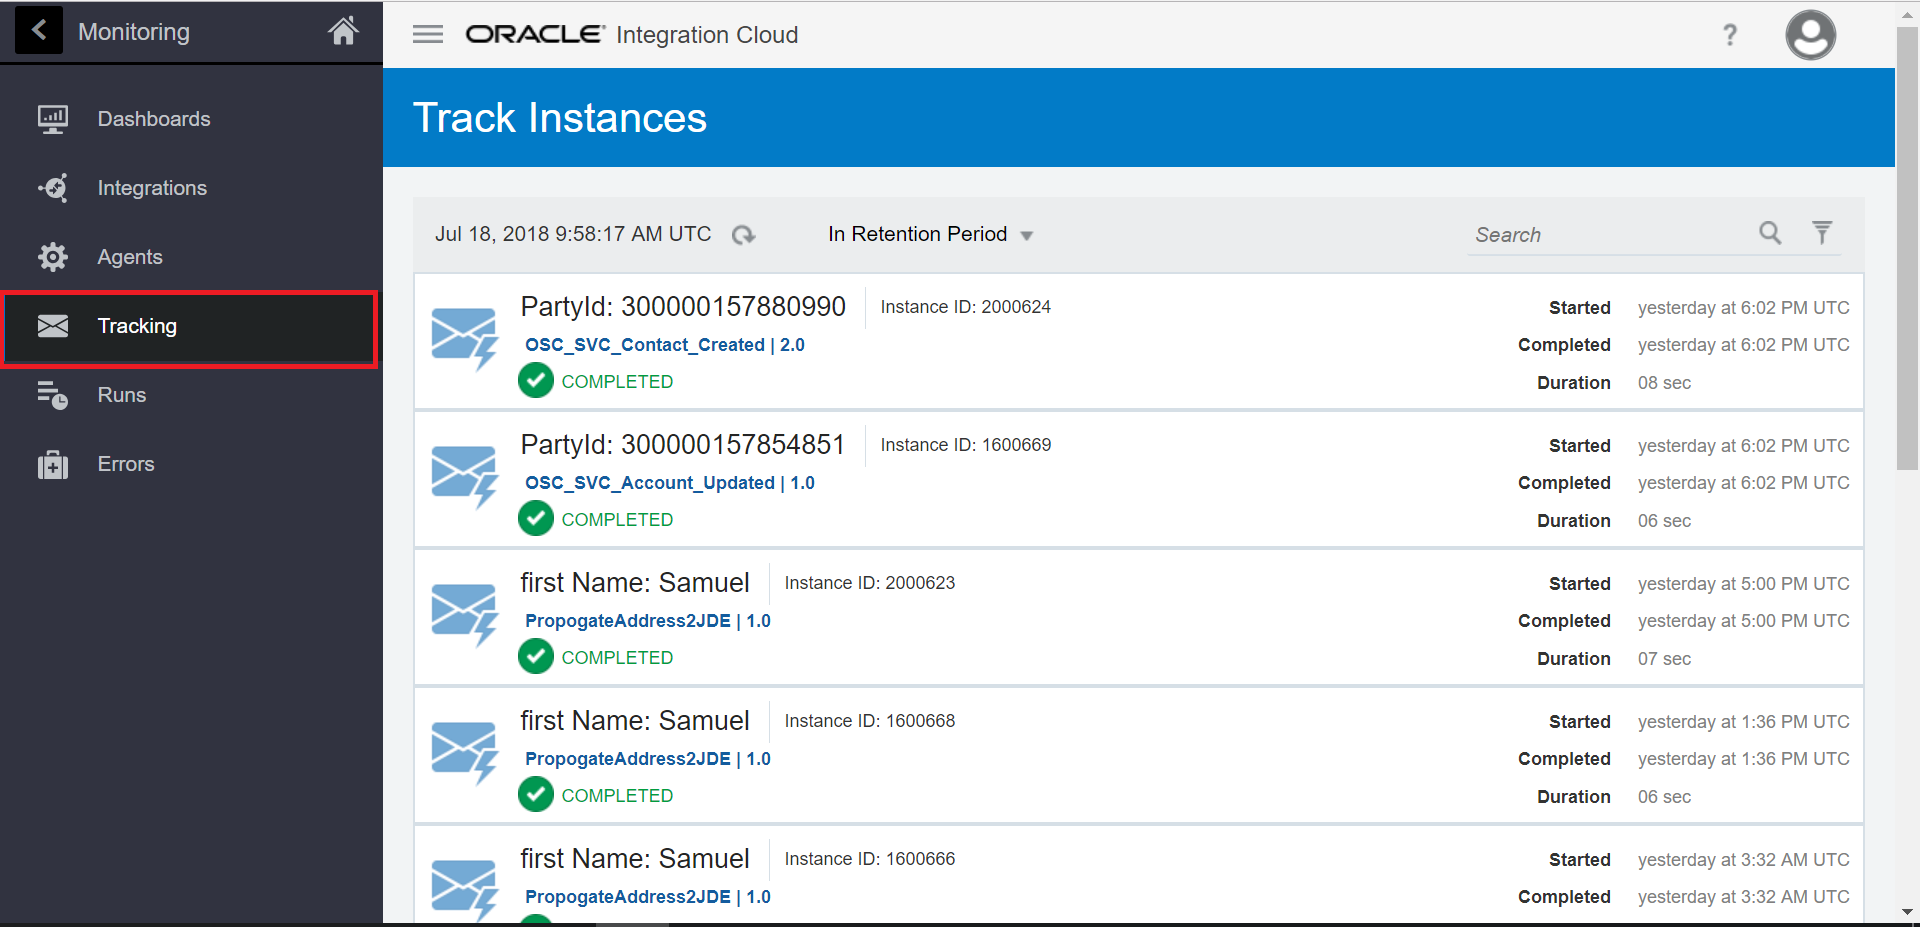 Monitoring
ORACLE Integration Cloud
?
Dashboards
Integrations
Agents
Tracking
Runs
Errors
Track Instances
Jul 18, 2018 9:58:17 AM UTC
In Retention Period
Search
PartyId: 300000157880990
Instance ID: 2000624
OSC_SVC_Contact_Created | 2.0
COMPLETED
Started yesterday at 6:02 PM UTC
Completed yesterday at 6:02 PM UTC
Duration 08 sec
PartyId: 300000157854851
Instance ID: 1600669
OSC_SVC_Account_Updated | 1.0
COMPLETED
Started yesterday at 6:02 PM UTC
Completed yesterday at 6:02 PM UTC
Duration 06 sec
first Name: Samuel
Instance ID: 2000623
PropogateAddress2JDE | 1.0
COMPLETED
Started yesterday at 5:00 PM UTC
Completed yesterday at 5:00 PM UTC
Duration 07 sec
first Name: Samuel
Instance ID: 1600668
PropogateAddress2JDE | 1.0
COMPLETED
Started yesterday at 1:36 PM UTC
Completed yesterday at 1:36 PM UTC
Duration 06 sec
first Name: Samuel
Instance ID: 1600666
PropogateAddress2JDE | 1.0
Started yesterday at 3:32 AM UTC
Completed yesterday at 3:32 AM UTC